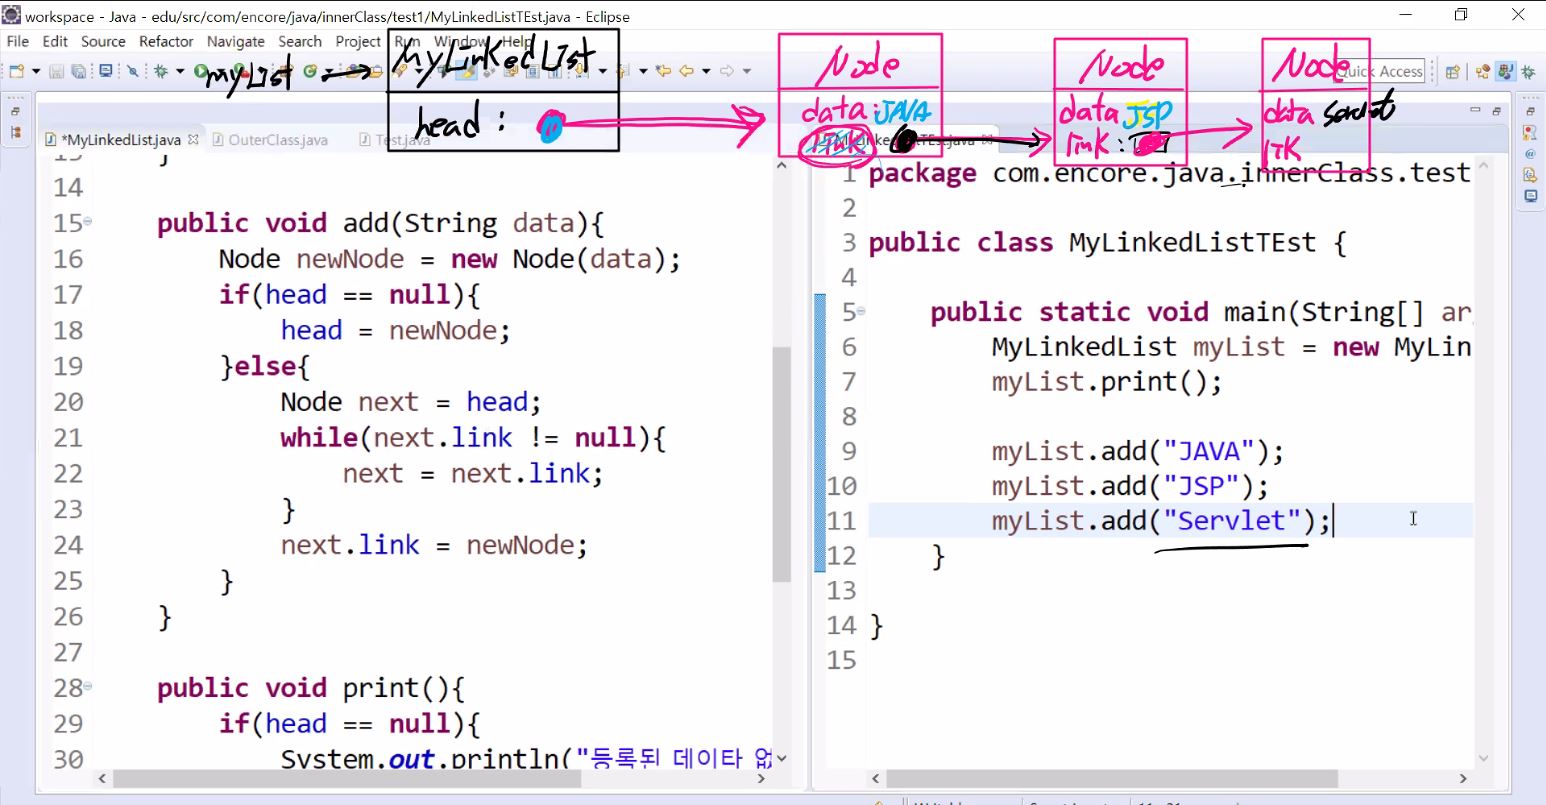 workspace - Java - edu/src/com/encore/java/innerClass/test1/MyLinkedListTEst.java - Eclipse
File Edit Source Refactor Navigate Search Project Run Window Help
myList
MyLinkedList
head :
Node
data : JAVA
link
Node
data JSP
link :
Node
data
Quick Access
*MyLinkedList.java
OuterClass.java
Test.java
14
15 public void add(String data){
16 Node newNode = new Node(data);
17 if(head == null){
18 head = newNode;
19 }else{
20 Node next = head;
21 while(next.link != null){
22 next = next.link;
23 }
24 next.link = newNode;
25 }
26 }
27
28 public void print(){
29 if(head == null){
30 System.out.println("등록된 데이타 없
1 package com.encore.java.innerClass.test
2
3 public class MyLinkedListTEst {
4
5 public static void main(String[] ar
6 MyLinkedList myList = new MyLin
7 myList.print();
8
9 myList.add("JAVA");
10 myList.add("JSP");
11 myList.add("Servlet");
12 }
13
14 }
15